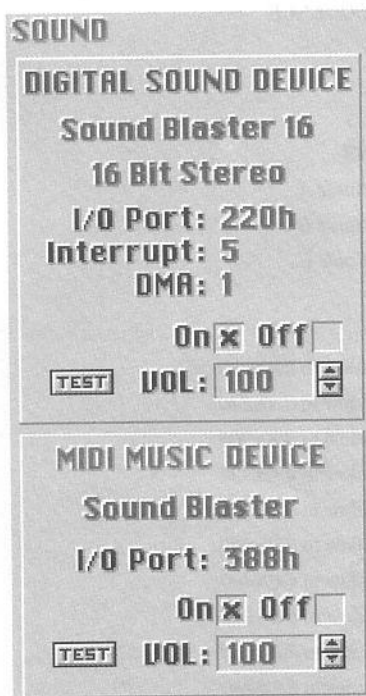 SOUND
DIGITAL SOUND DEVICE
Sound Blaster 16
16 Bit Stereo
I/O Port: 220h
Interrupt: 5
DMA: 1
On x Off
TEST VOL: 100
MIDI MUSIC DEVICE
Sound Blaster
I/O Port: 388h
On x Off
TEST VOL: 100